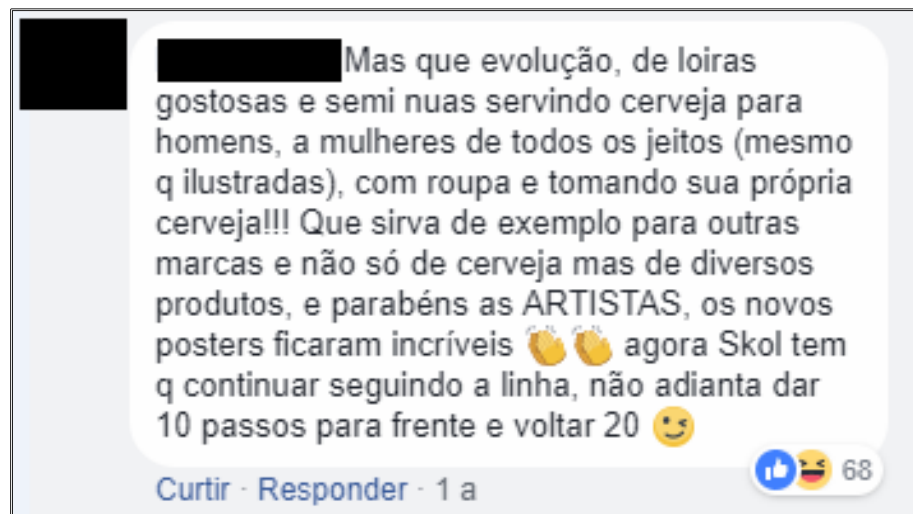 Mas que evolução, de loiras
gostosas e semi nuas servindo cerveja para
homens, a mulheres de todos os jeitos (mesmo
q ilustradas), com roupa e tomando sua própria
cerveja!!! Que sirva de exemplo para outras
marcas e não só de cerveja mas de diversos
produtos, e parabéns as ARTISTAS, os novos
posters ficaram incríveis 👏👏 agora Skol tem
q continuar seguindo a linha, não adianta dar
10 passos para frente e voltar 20 😉
68
Curtir · Responder · 1 a